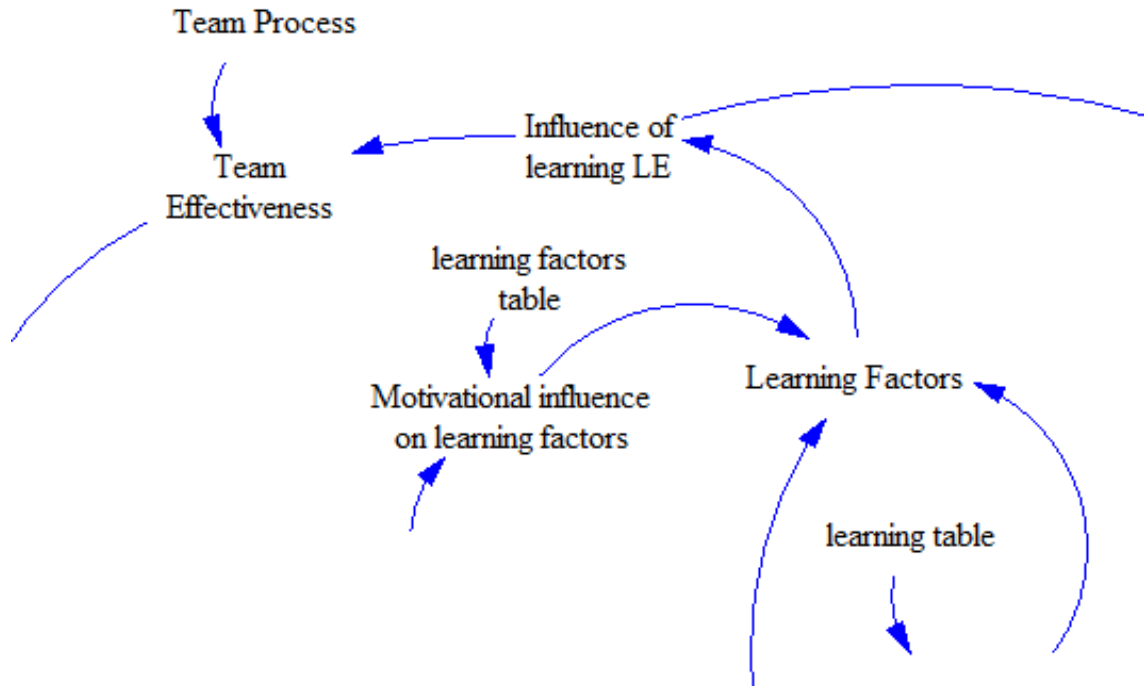 Team Process
Influence of
learning LE
Team
Effectiveness
learning factors
table
Motivational influence
on learning factors
Learning Factors
learning table